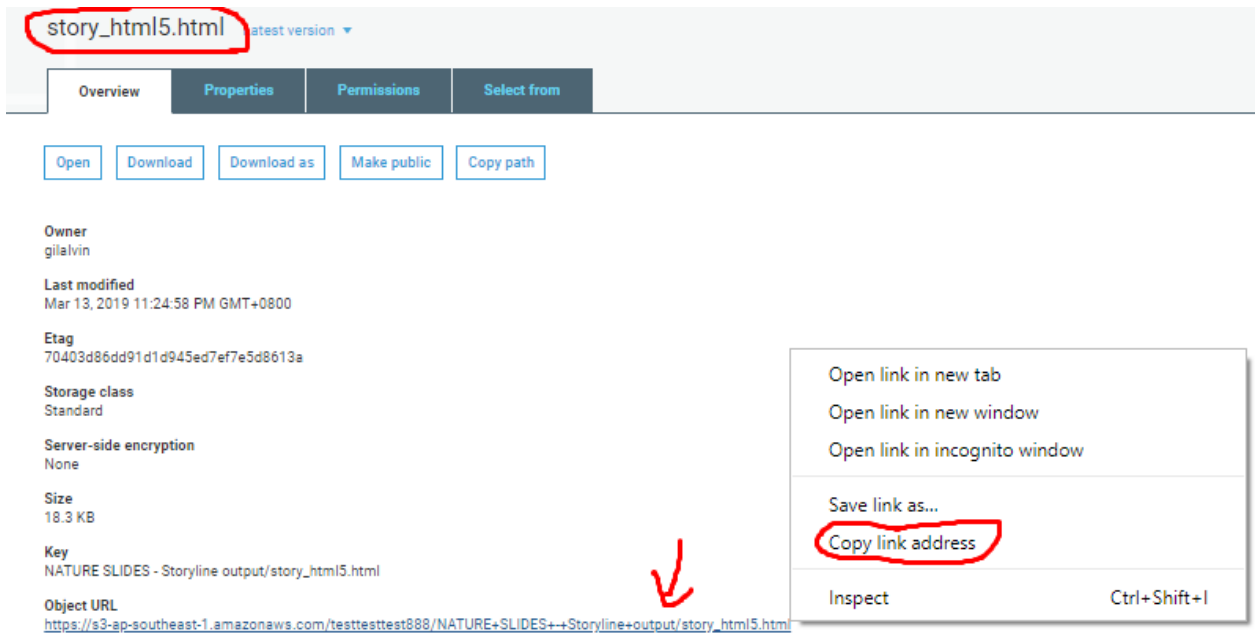 story_html5.html Latest version
Overview Properties Permissions Select from
Open Download Download as Make public Copy path
Owner
gilalvin
Last modified
Mar 13, 2019 11:24:58 PM GMT+0800
Etag
70403d86dd91d1d945ed7ef7e5d8613a
Storage class
Standard
Server-side encryption
None
Size
18.3 KB
Key
NATURE SLIDES - Storyline output/story_html5.html
Object URL
https://s3-ap-southeast-1.amazonaws.com/testtesttest888/NATURE+SLIDES+-+Storyline+output/story_html5.html
Open link in new tab
Open link in new window
Open link in incognito window
Save link as...
Copy link address
Inspect Ctrl+Shift+I